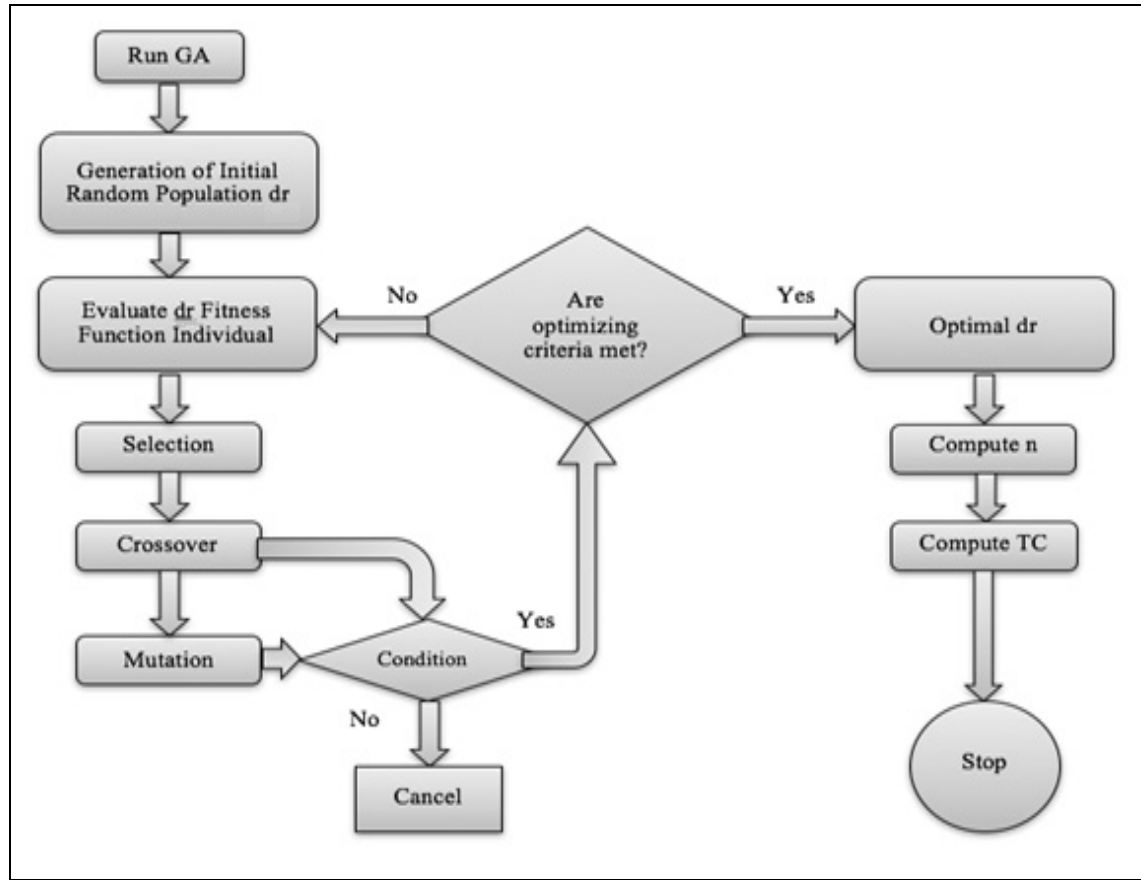 Run GA
Generation of Initial
Random Population dr
Evaluate dr Fitness
Function Individual
Selection
Crossover
Mutation
Condition
Yes
No
Cancel
Are
optimizing
criteria met?
No
Yes
Optimal dr
Compute n
Compute TC
Stop